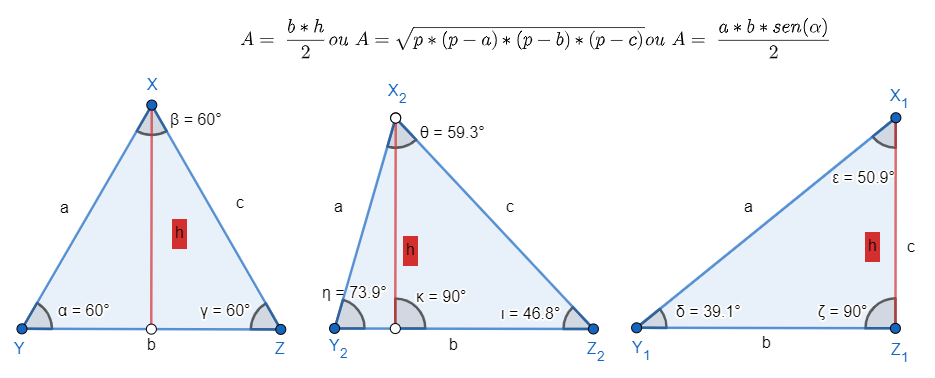 A = b * h / 2 ou A = √p * (p − a) * (p − b) * (p − c) ou A = a * b * sen(α) / 2
X
β = 60°
a
c
h
α = 60°
γ = 60°
Y
b
Z
X₂
θ = 59.3°
a
c
h
η = 73.9°
κ = 90°
ι = 46.8°
Y₂
b
Z₂
X₁
ε = 50.9°
a
h
c
δ = 39.1°
ζ = 90°
Y₁
b
Z₁